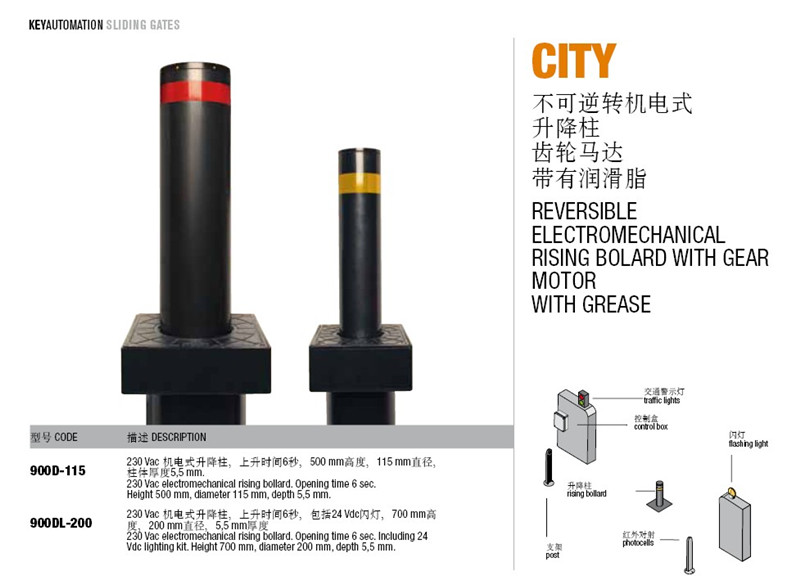 KEYAUTOMATION SLIDING GATES
CITY
不可逆转机电式
升降柱
齿轮马达
带有润滑脂
REVERSIBLE
ELECTROMECHANICAL
RISING BOLARD WITH GEAR
MOTOR
WITH GREASE
型号 CODE
描述 DESCRIPTION
900D-115
230 Vac 机电式升降柱，上升时间6秒，500 mm高度，115 mm直径，
柱体厚度5,5 mm.
230 Vac electromechanical rising bollard. Opening time 6 sec.
Height 500 mm, diameter 115 mm, depth 5,5 mm.
900DL-200
230 Vac 机电式升降柱，上升时间6秒，包括24 Vdc闪灯，700 mm高
度，200 mm直径，5,5 mm厚度
230 Vac electromechanical rising bollard. Opening time 6 sec. Including 24
Vdc lighting kit. Height 700 mm, diameter 200 mm, depth 5,5 mm.
交通警示灯
traffic lights
控制盒
control box
闪灯
flashing light
升降柱
rising bollard
红外对射
photocells
支架
post